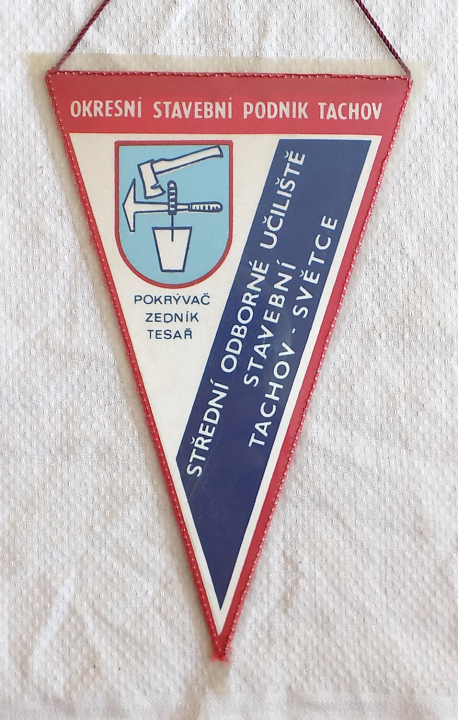 OKRESNÍ STAVEBNÍ PODNIK TACHOV
POKRÝVAČ
ZEDNÍK
TESAŘ
STŘEDNÍ ODBORNÉ UČILIŠTĚ
STAVEBNÍ
TACHOV - SVĚTCE